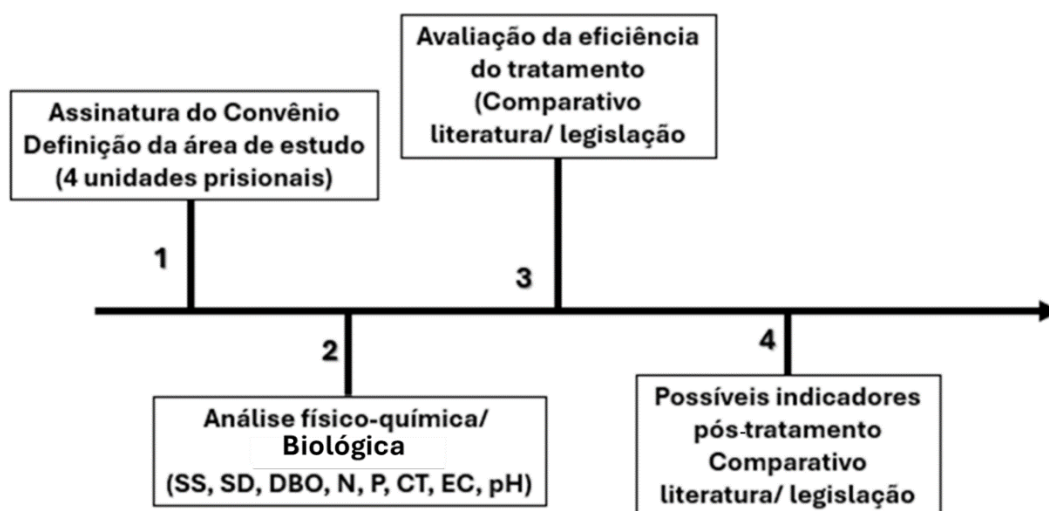 Assinatura do Convênio
Definição da área de estudo
(4 unidades prisionais)
1
Análise físico-química/
Biológica
(SS, SD, DBO, N, P, CT, EC, pH)
2
Avaliação da eficiência
do tratamento
(Comparativo
literatura/ legislação
3
Possíveis indicadores
pós-tratamento
Comparativo
literatura/ legislação
4